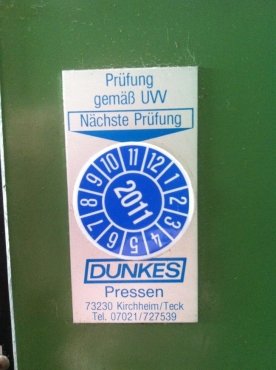 Prüfung
gemäß UVV
Nächste Prüfung
1 2 3 4 5 6 7 8 9 10 11 12
2011
DUNKES
Pressen
73230 Kirchheim/Teck
Tel. 07021/727539